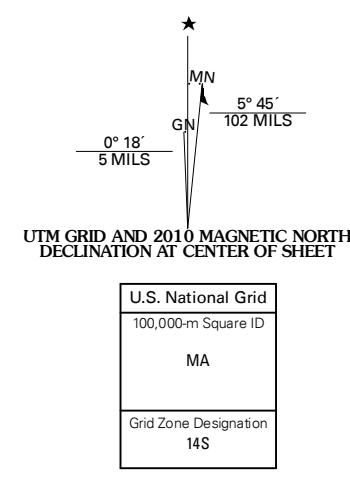 MN
5° 45´
102 MILS
GN
0° 18´
5 MILS
UTM GRID AND 2010 MAGNETIC NORTH
DECLINATION AT CENTER OF SHEET
U.S. National Grid
100,000-m Square ID
MA
Grid Zone Designation
14S